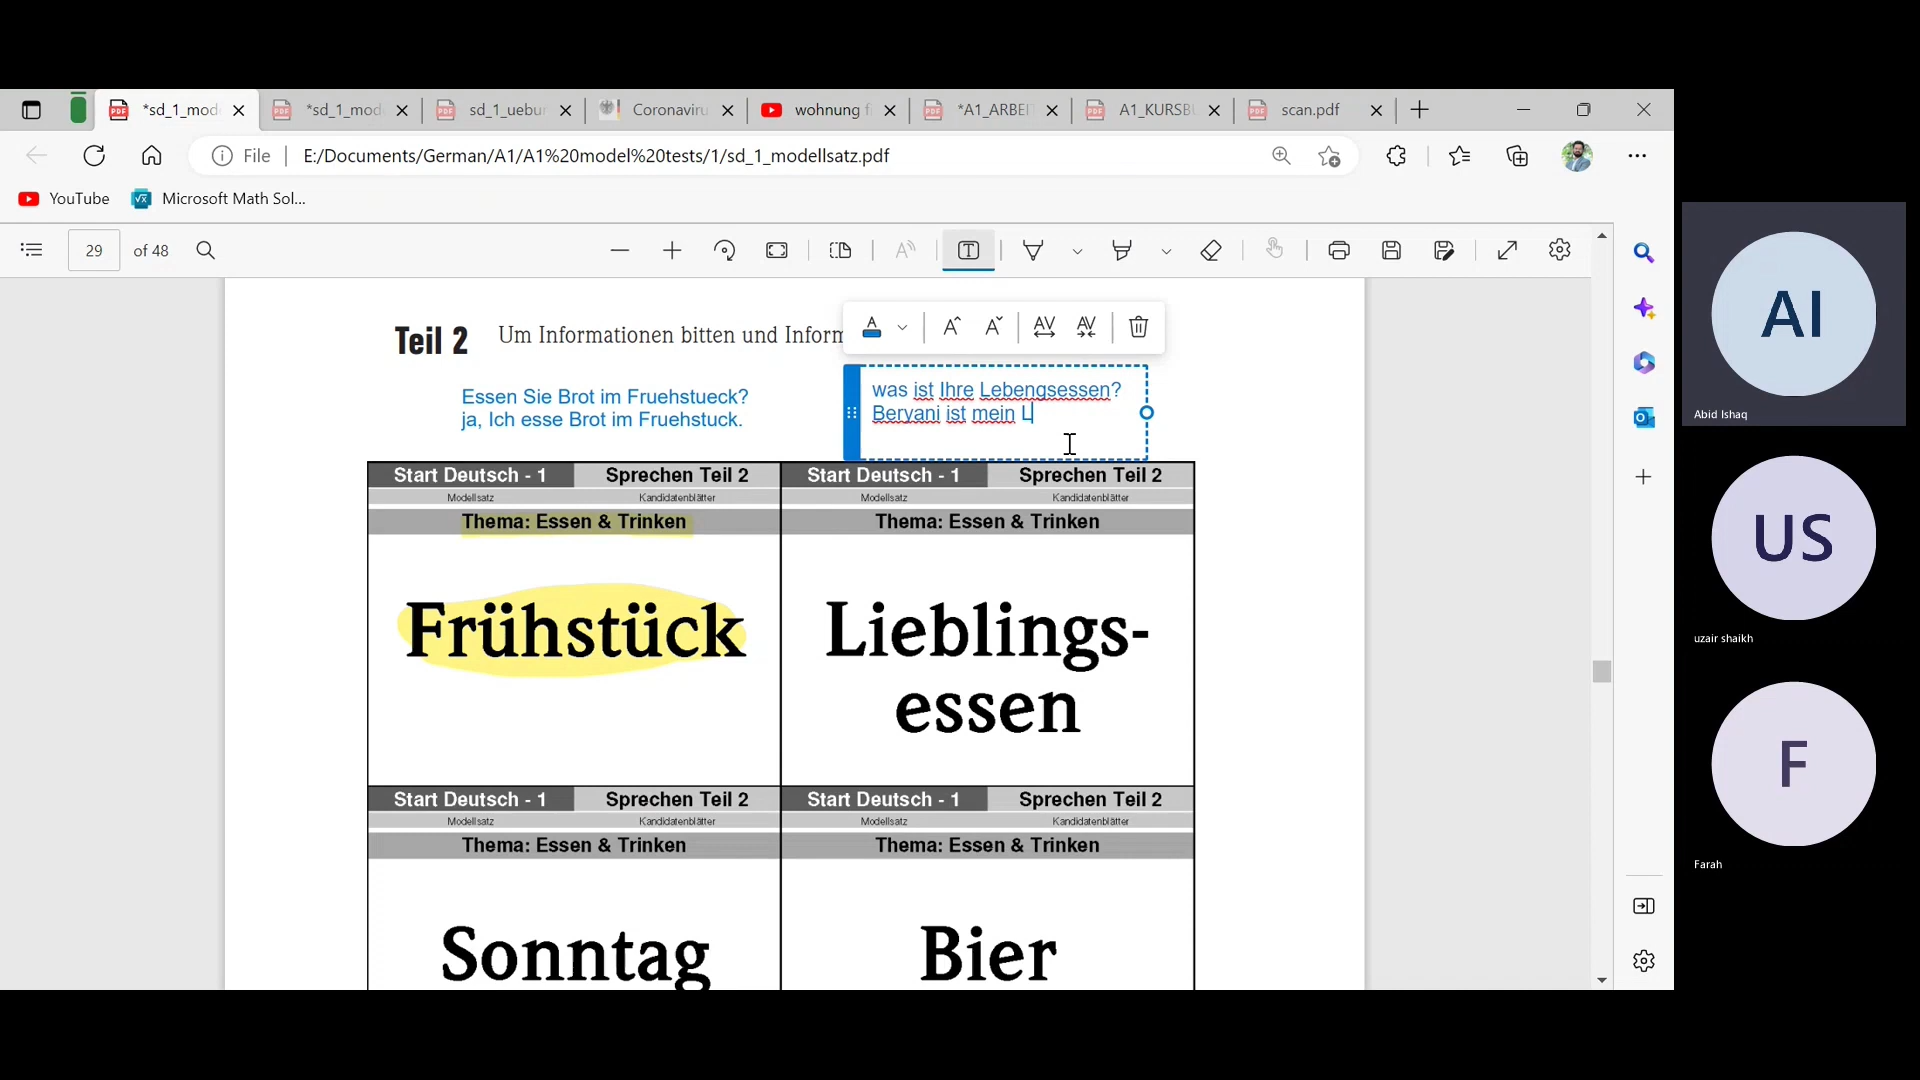 *sd_1_mod
*sd_1_mod
sd_1_uebur
Coronaviru
wohnung f
*A1_ARBEI
A1_KURSB
scan.pdf
File
E:/Documents/German/A1/A1%20model%20tests/1/sd_1_modellsatz.pdf
YouTube
Microsoft Math Sol...
29 of 48
Teil 2 Um Informationen bitten und Inform
Essen Sie Brot im Fruehstueck?
ja, Ich esse Brot im Fruehstuck.
was ist Ihre Lebengsessen?
Beryani ist mein L
Start Deutsch - 1 Sprechen Teil 2
Modellsatz Kandidatenblätter
Thema: Essen & Trinken
Frühstück
Start Deutsch - 1 Sprechen Teil 2
Modellsatz Kandidatenblätter
Thema: Essen & Trinken
Lieblings-
essen
Start Deutsch - 1 Sprechen Teil 2
Modellsatz Kandidatenblätter
Thema: Essen & Trinken
Sonntag
Start Deutsch - 1 Sprechen Teil 2
Modellsatz Kandidatenblätter
Thema: Essen & Trinken
Bier
AI
Abid Ishaq
US
uzair shaikh
F
Farah